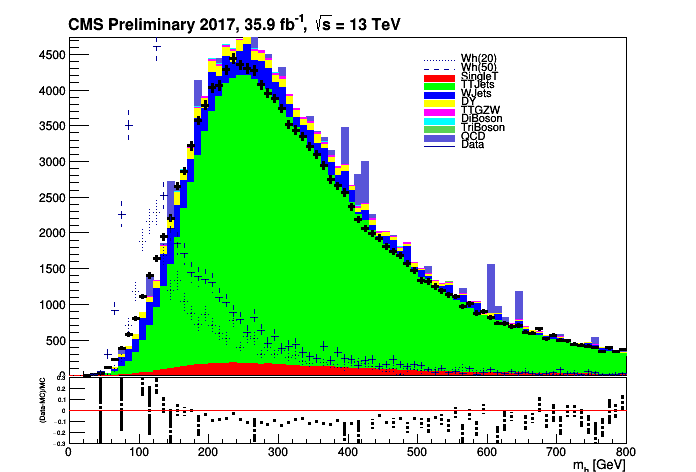 CMS Preliminary 2017, 35.9 fb⁻¹, √s = 13 TeV
Wh(20)
Wh(50)
SingleT
TTJets
WJets
DY
TTGZW
DiBoson
TriBoson
QCD
Data
4500
4000
3500
3000
2500
2000
1500
1000
500
0
(Data-MC)/MC
0.3
0.2
0.1
0
-0.1
-0.2
-0.3
0 100 200 300 400 500 600 700 800
m_h [GeV]